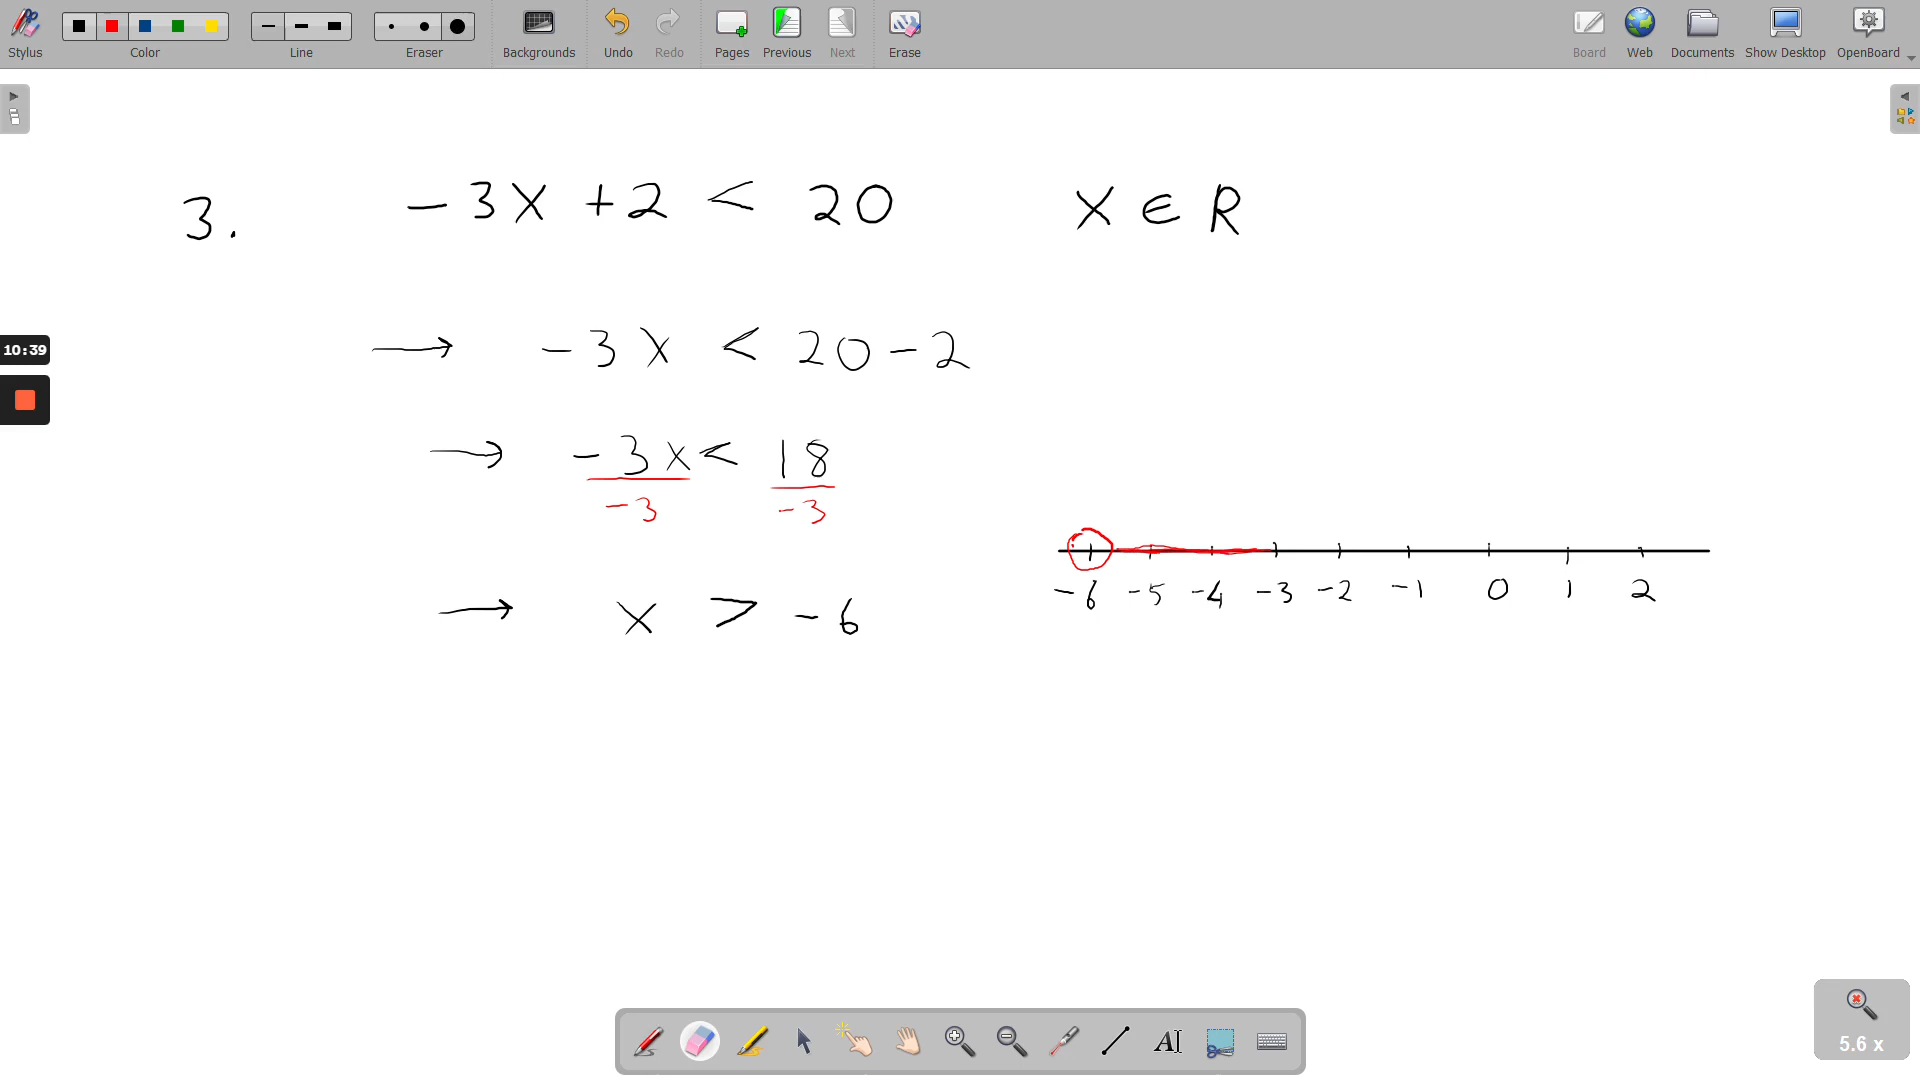 Stylus Color Line Eraser Backgrounds Undo Redo Pages Previous Next Erase Board Web Documents Show Desktop OpenBoard
3. -3X +2 < 20 X ∈ R
10:39
→ -3X < 20-2
→ -3x < 18
-3 -3
→ x > -6
-6 -5 -4 -3 -2 -1 0 1 2
5.6 x